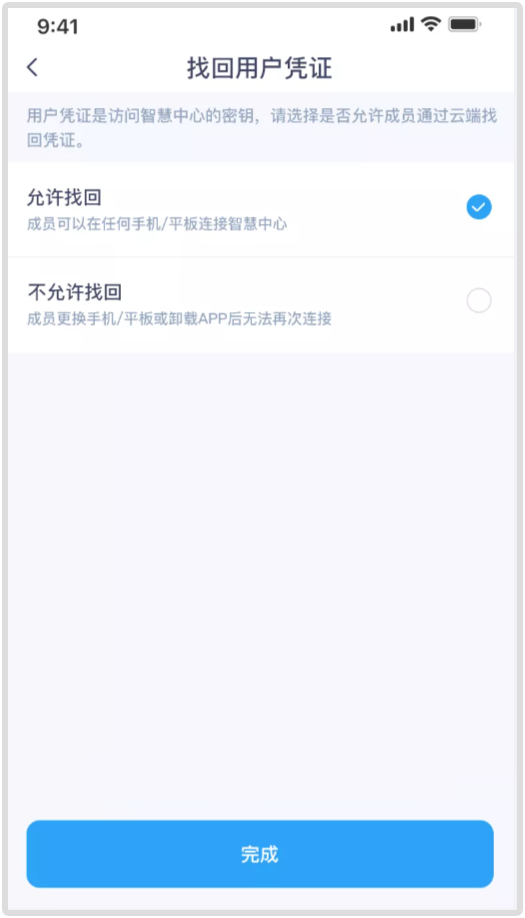 9:41
找回用户凭证
用户凭证是访问智慧中心的密钥，请选择是否允许成员通过云端找
回凭证。
允许找回
成员可以在任何手机/平板连接智慧中心
不允许找回
成员更换手机/平板或卸载APP后无法再次连接
完成